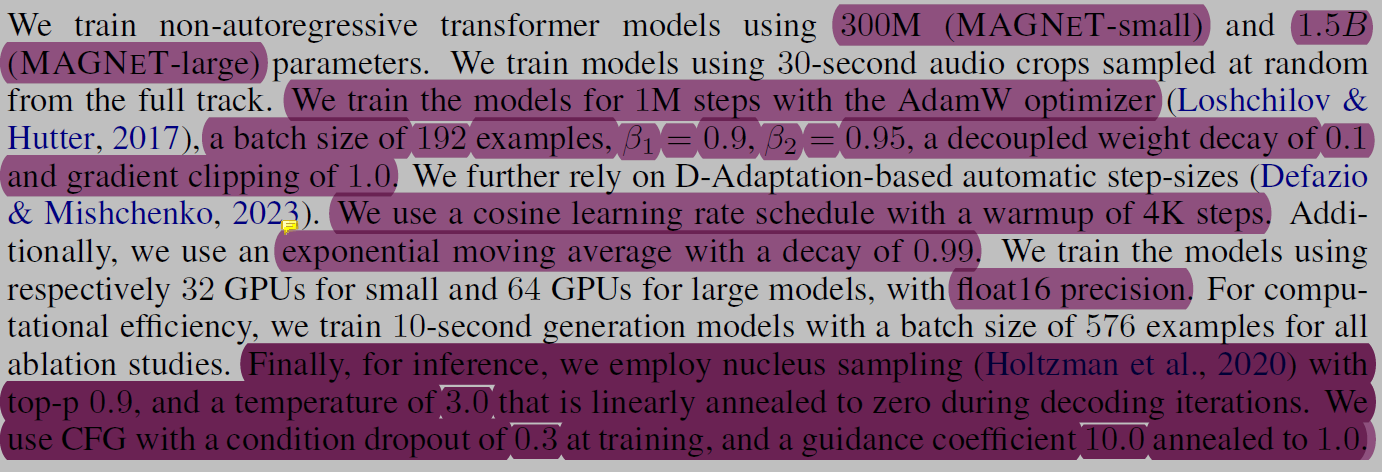 We train non-autoregressive transformer models using 300M (MAGNET-small) and 1.5B
(MAGNET-large) parameters. We train models using 30-second audio crops sampled at random
from the full track. We train the models for 1M steps with the AdamW optimizer (Loshchilov &
Hutter, 2017), a batch size of 192 examples, β₁ = 0.9, β₂ = 0.95, a decoupled weight decay of 0.1
and gradient clipping of 1.0. We further rely on D-Adaptation-based automatic step-sizes (Defazio
& Mishchenko, 2023). We use a cosine learning rate schedule with a warmup of 4K steps. Addi-
tionally, we use an exponential moving average with a decay of 0.99. We train the models using
respectively 32 GPUs for small and 64 GPUs for large models, with float16 precision. For compu-
tational efficiency, we train 10-second generation models with a batch size of 576 examples for all
ablation studies. Finally, for inference, we employ nucleus sampling (Holtzman et al., 2020) with
top-p 0.9, and a temperature of 3.0 that is linearly annealed to zero during decoding iterations. We
use CFG with a condition dropout of 0.3 at training, and a guidance coefficient 10.0 annealed to 1.0.